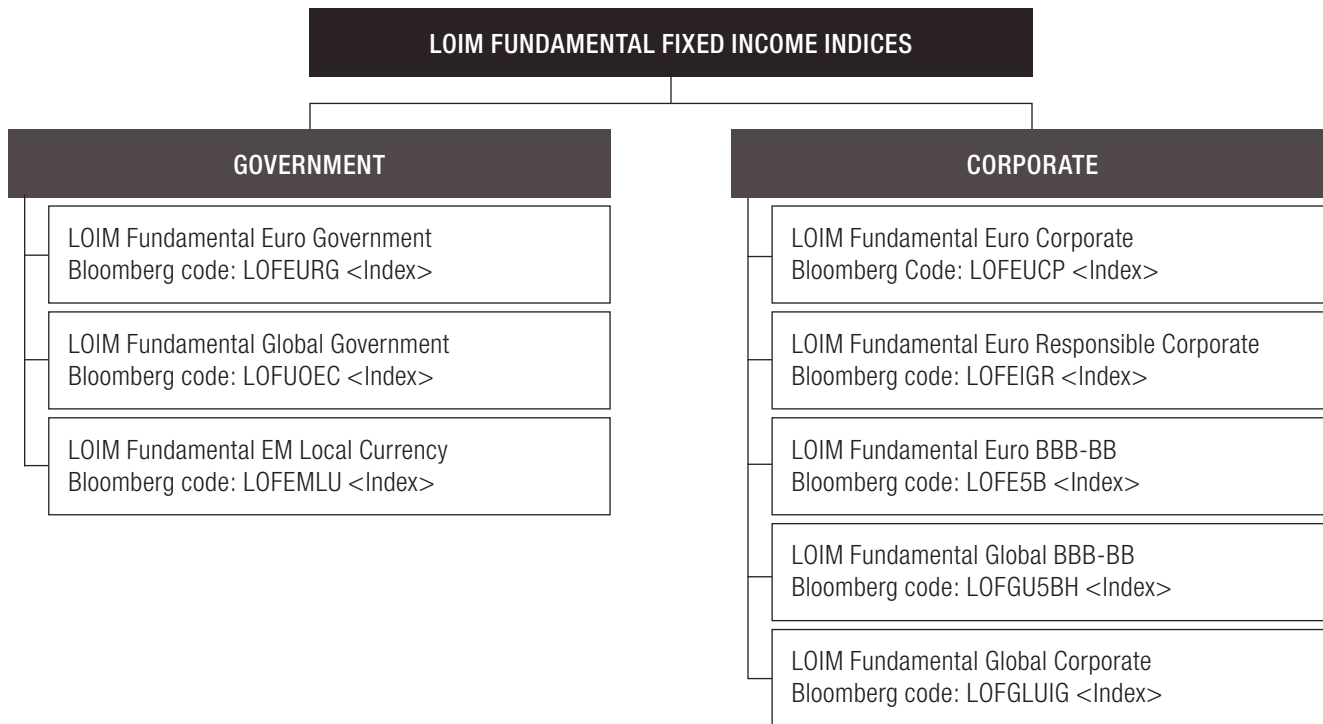 LOIM FUNDAMENTAL FIXED INCOME INDICES
GOVERNMENT
LOIM Fundamental Euro Government
Bloomberg code: LOFEURG <Index>
LOIM Fundamental Global Government
Bloomberg code: LOFUOEC <Index>
LOIM Fundamental EM Local Currency
Bloomberg code: LOFEMLU <Index>
CORPORATE
LOIM Fundamental Euro Corporate
Bloomberg Code: LOFEUCP <Index>
LOIM Fundamental Euro Responsible Corporate
Bloomberg code: LOFEIGR <Index>
LOIM Fundamental Euro BBB-BB
Bloomberg code: LOFE5B <Index>
LOIM Fundamental Global BBB-BB
Bloomberg code: LOFGU5BH <Index>
LOIM Fundamental Global Corporate
Bloomberg code: LOFGLUIG <Index>